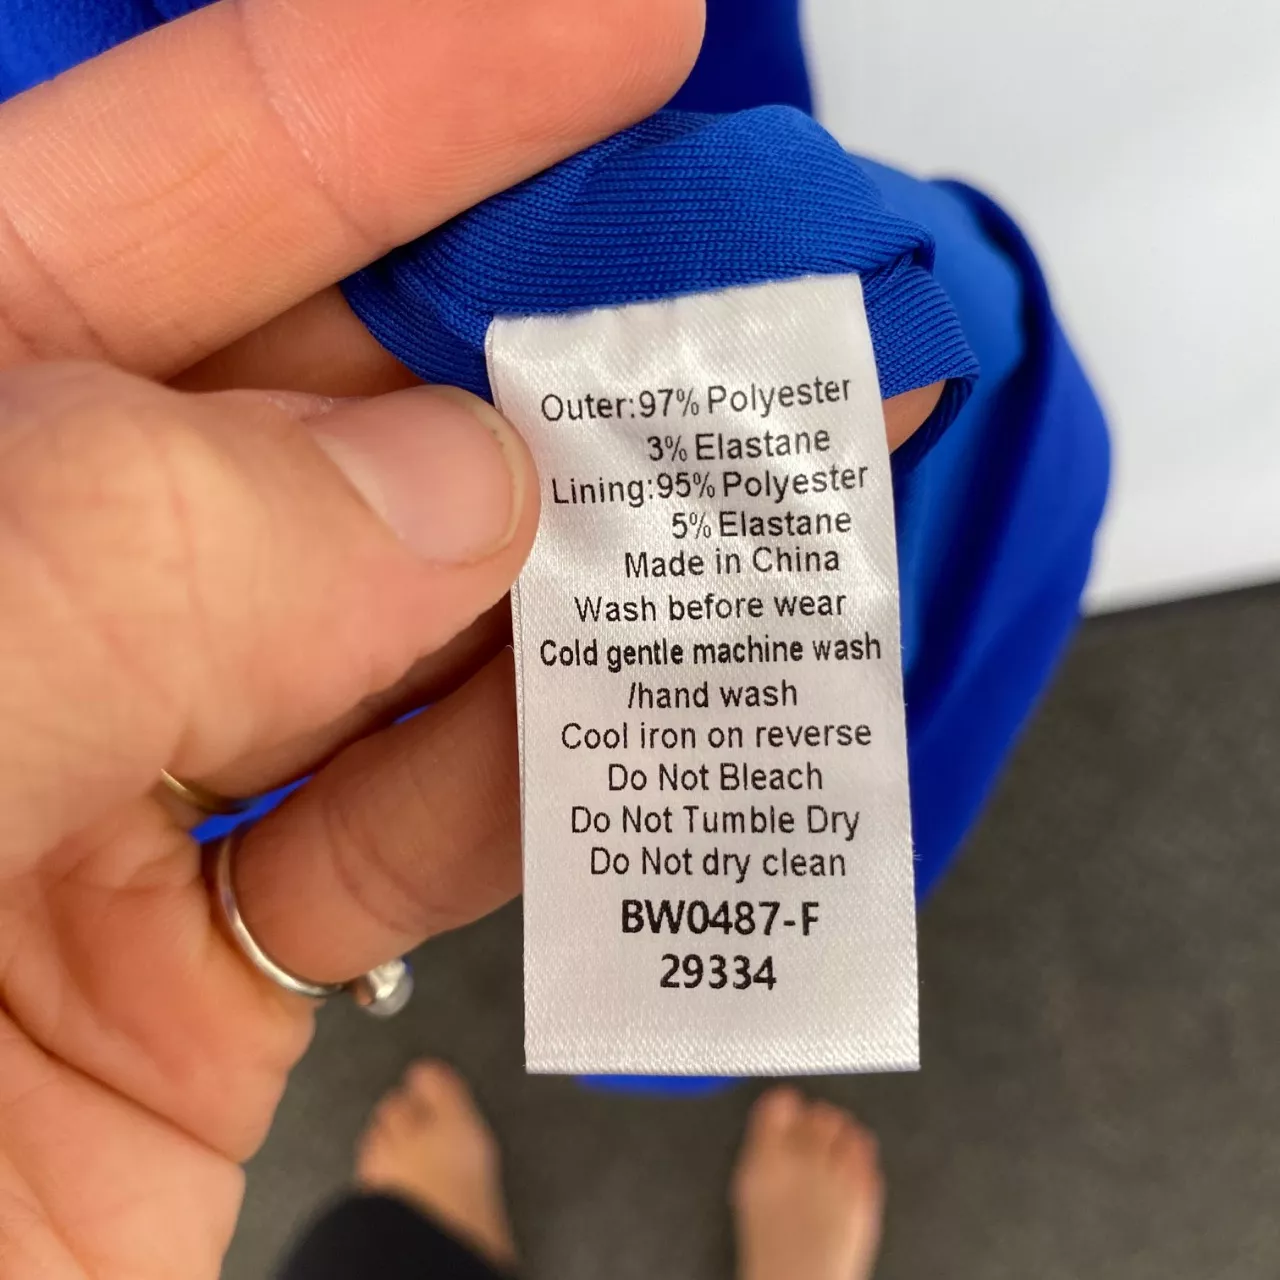 Outer:97% Polyester
3% Elastane
Lining:95% Polyester
5% Elastane
Made in China
Wash before wear
Cold gentle machine wash
/hand wash
Cool iron on reverse
Do Not Bleach
Do Not Tumble Dry
Do Not dry clean
BW0487-F
29334